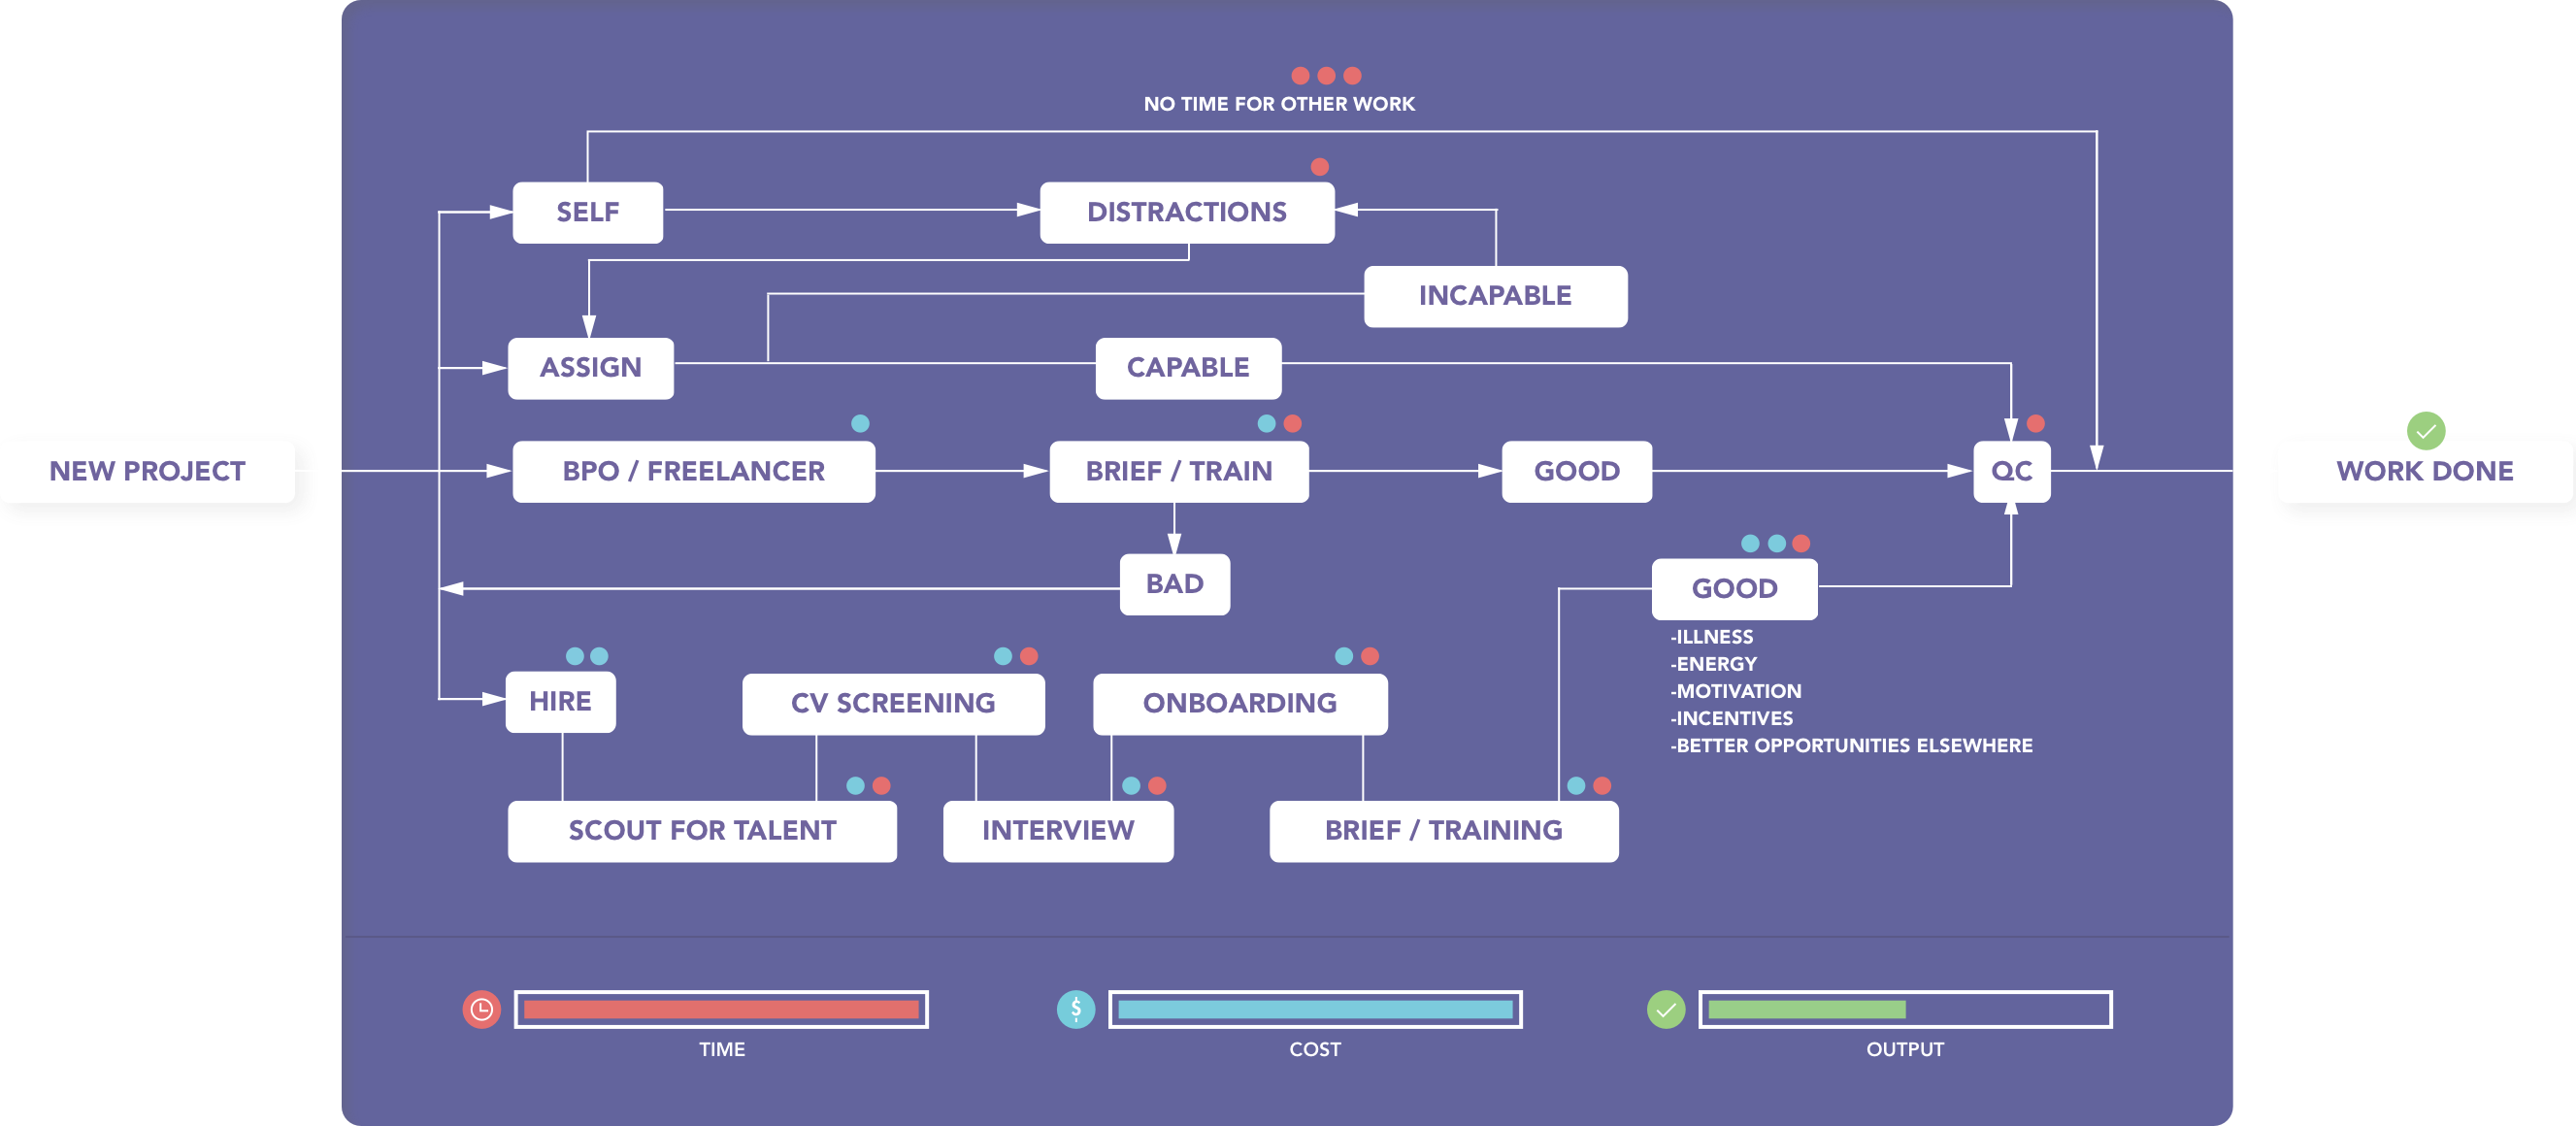 NO TIME FOR OTHER WORK
SELF
DISTRACTIONS
INCAPABLE
ASSIGN
CAPABLE
NEW PROJECT
BPO / FREELANCER
BRIEF / TRAIN
GOOD
QC
WORK DONE
BAD
GOOD
-ILLNESS
-ENERGY
-MOTIVATION
-INCENTIVES
-BETTER OPPORTUNITIES ELSEWHERE
HIRE
CV SCREENING
ONBOARDING
SCOUT FOR TALENT
INTERVIEW
BRIEF / TRAINING
$
TIME
COST
OUTPUT